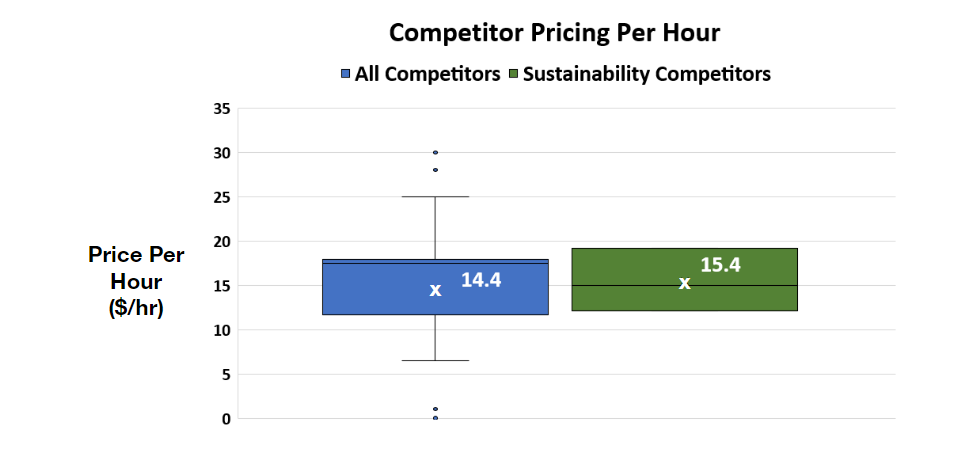 Competitor Pricing Per Hour
All Competitors Sustainability Competitors
35
30
25
20
15
10
5
0
Price Per
Hour
($/hr)
x 14.4
x 15.4